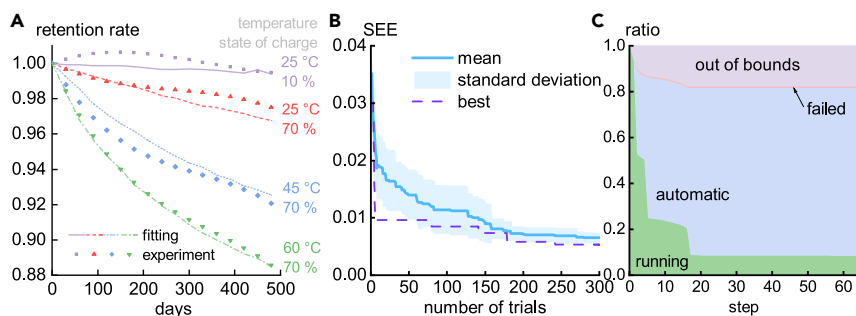 A
retention rate
temperature
state of charge
1.00
0.98
0.96
0.94
0.92
0.90
0.88
25 °C
10 %
25 °C
70 %
45 °C
70 %
60 °C
70 %
fitting
experiment
0 100 200 300 400 500
days
B
SEE
0.04
0.03
0.02
0.01
0.00
mean
standard deviation
best
0 50 100 150 200 250 300
number of trials
C
ratio
1.0
0.8
0.6
0.4
0.2
0.0
out of bounds
failed
automatic
running
0 20 40 60
step